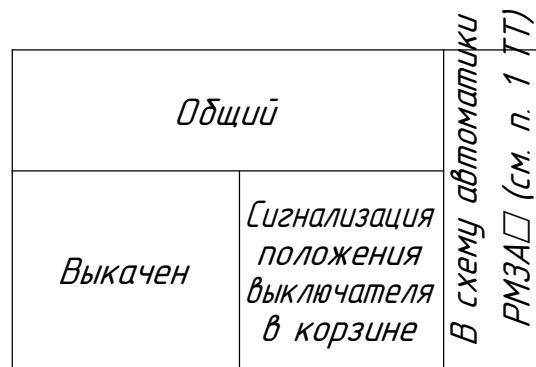 Общий
Выкачен
Сигнализация
положения
выключателя
в корзине
В схему автоматики
РМЗА□ (см. п. 1 ТТ)